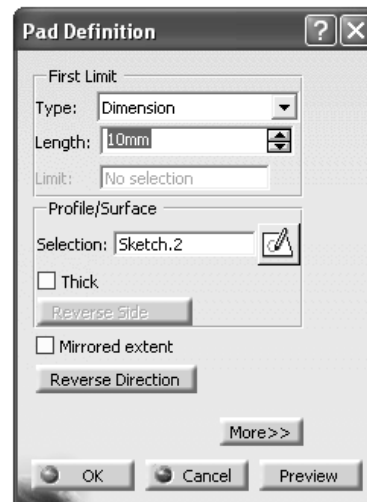 Pad Definition ? X
First Limit
Type: Dimension
Length: 10mm
Limit: No selection
Profile/Surface
Selection: Sketch.2
Thick
Reverse Side
Mirrored extent
Reverse Direction
More>>
OK Cancel Preview